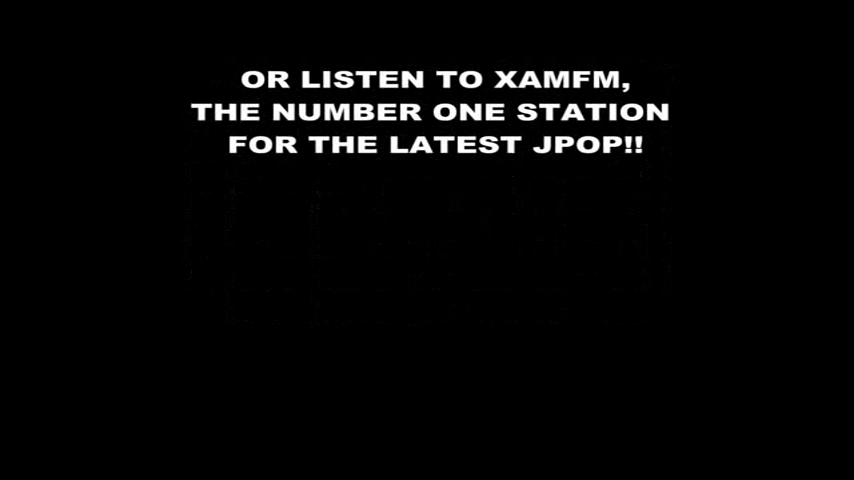 OR LISTEN TO XAMFM,
THE NUMBER ONE STATION
FOR THE LATEST JPOP!!